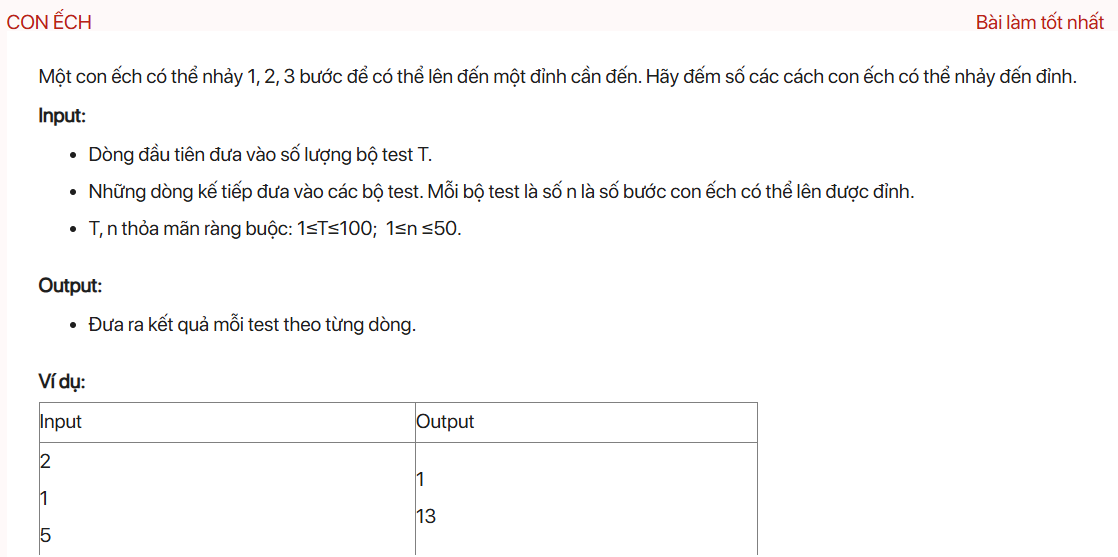 CON ẾCH
Bài làm tốt nhất
Một con ếch có thể nhảy 1, 2, 3 bước để có thể lên đến một đỉnh cần đến. Hãy đếm số các cách con ếch có thể nhảy đến đỉnh.
Input:
• Dòng đầu tiên đưa vào số lượng bộ test T.
• Những dòng kế tiếp đưa vào các bộ test. Mỗi bộ test là số n là số bước con ếch có thể lên được đỉnh.
• T, n thỏa mãn ràng buộc: 1≤T≤100;  1≤n ≤50.
Output:
• Đưa ra kết quả mỗi test theo từng dòng.
Ví dụ:
Input
Output
2
1
5
1
13